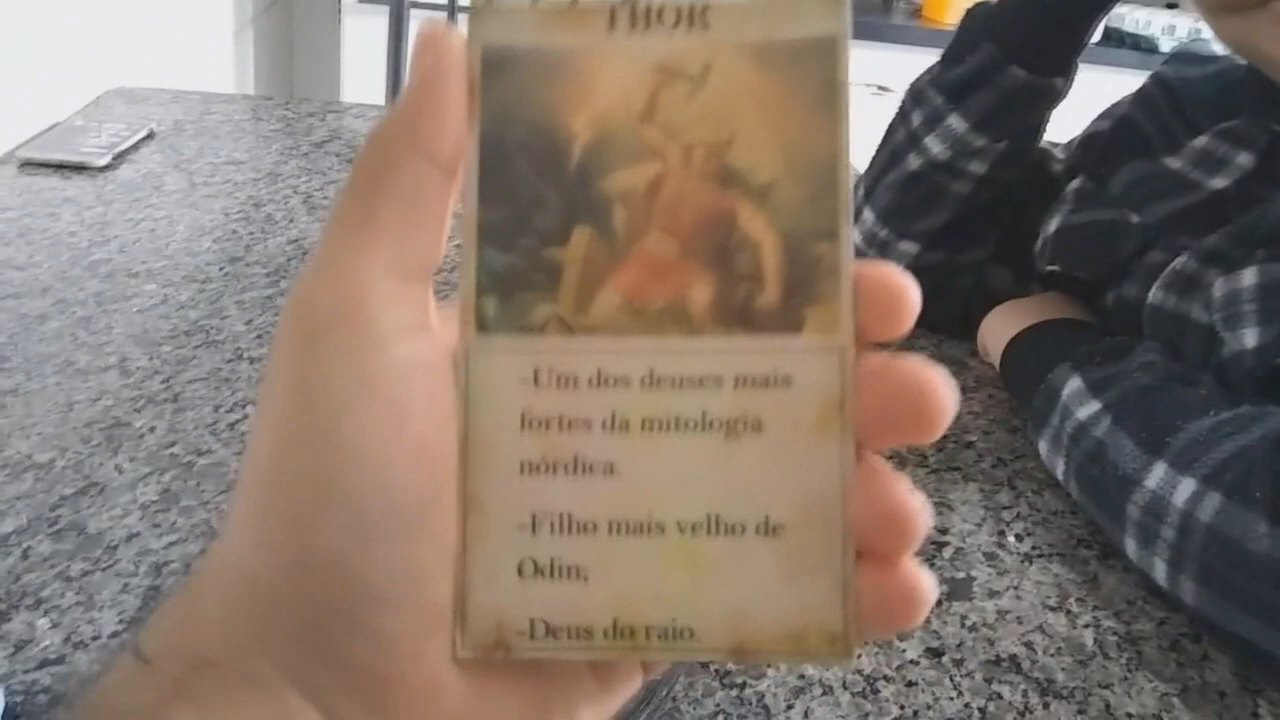 THOR
-Um dos deuses mais
fortes da mitologia
nórdica.
-Filho mais velho de
Odin;
-Deus do raio.